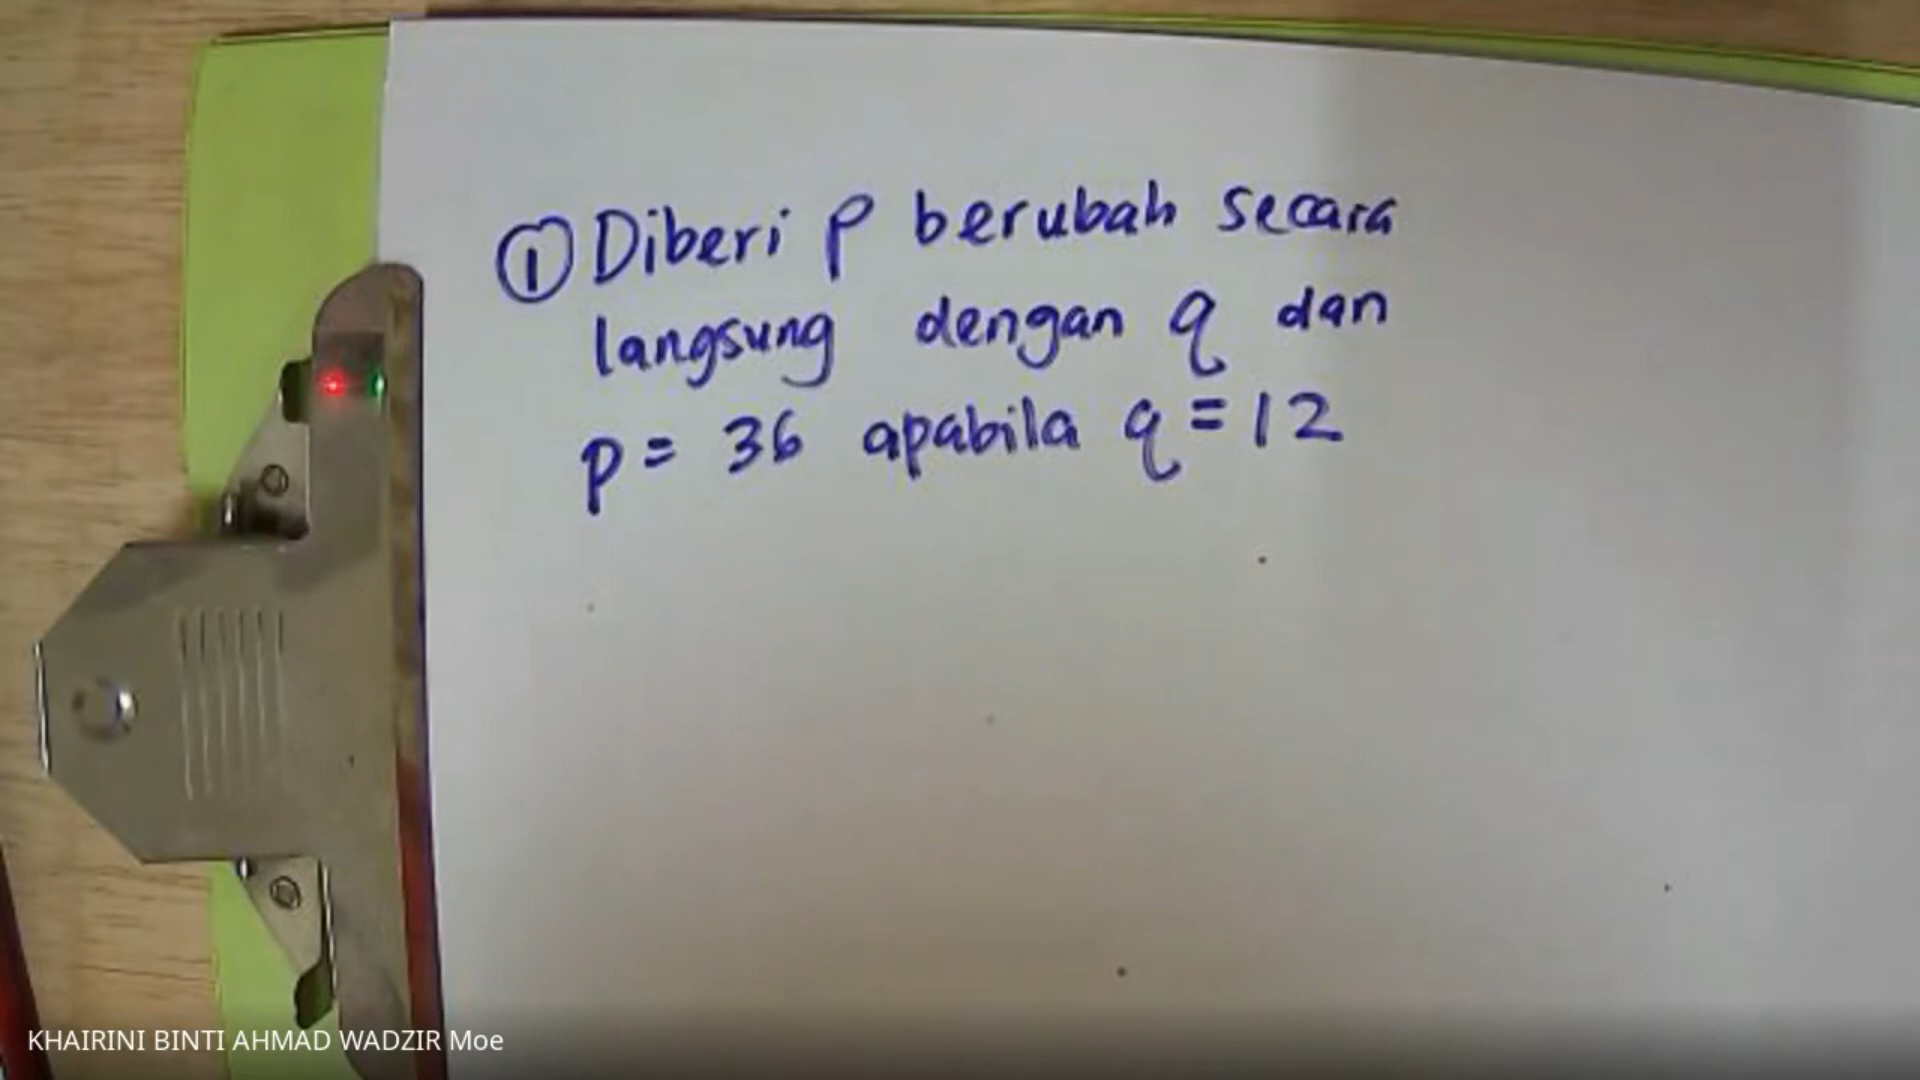 ① Diberi p berubah secara
langsung dengan q dan
p = 36 apabila q = 12
KHAIRINI BINTI AHMAD WADZIR Moe